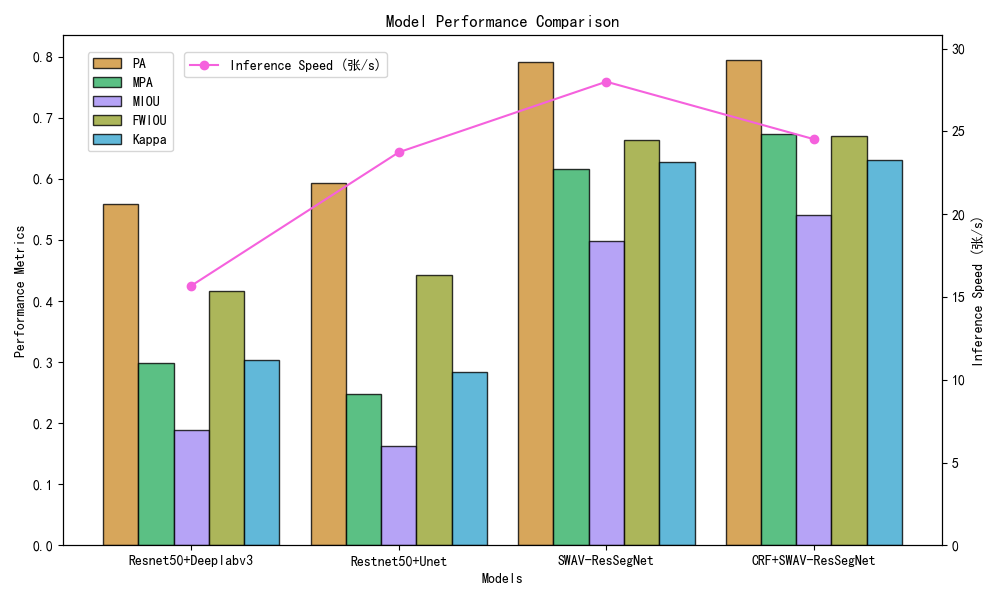 Model Performance Comparison
PA
MPA
MIOU
FWIOU
Kappa
Inference Speed (张/s)
Performance Metrics
0.8
0.7
0.6
0.5
0.4
0.3
0.2
0.1
0.0
30
25
20
15
10
5
0
Inference Speed (张/s)
Resnet50+Deeplabv3
Restnet50+Unet
SWAV-ResSegNet
CRF+SWAV-ResSegNet
Models